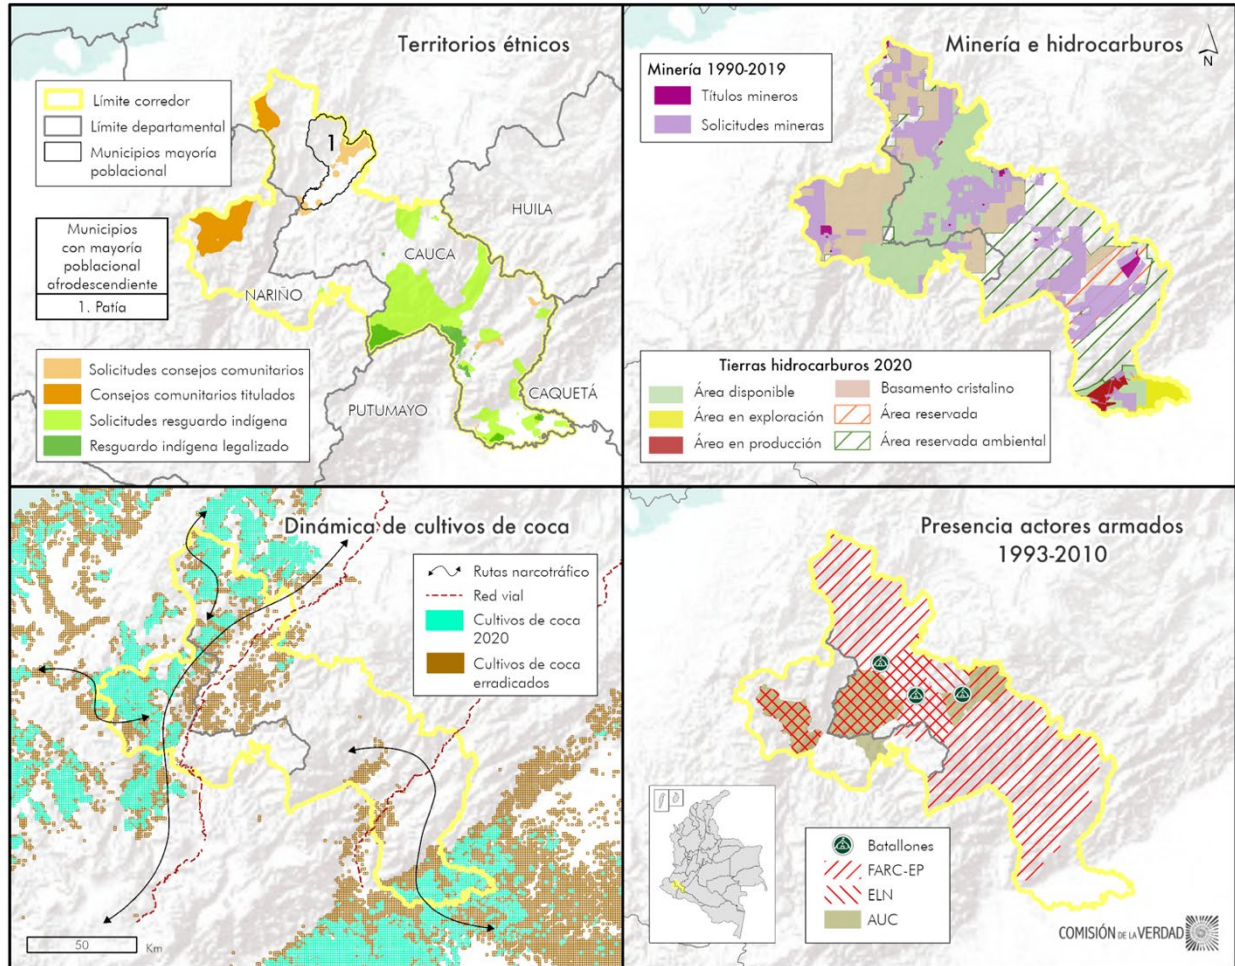 Territorios étnicos
Límite corredor
Límite departamental
Municipios mayoría
poblacional
1
Municipios
con mayoría
poblacional
afrodescendiente
1. Patía
HUILA
CAUCA
NARIÑO
CAQUETÁ
PUTUMAYO
Solicitudes consejos comunitarios
Consejos comunitarios titulados
Solicitudes resguardo indígena
Resguardo indígena legalizado
Minería e hidrocarburos
N
Minería 1990-2019
Títulos mineros
Solicitudes mineras
Tierras hidrocarburos 2020
Área disponible
Área en exploración
Área en producción
Basamento cristalino
Área reservada
Área reservada ambiental
Dinámica de cultivos de coca
Rutas narcotráfico
Red vial
Cultivos de coca
2020
Cultivos de coca
erradicados
50
Km
Presencia actores armados
1993-2010
Batallones
FARC-EP
ELN
AUC
COMISIÓN DE LA VERDAD